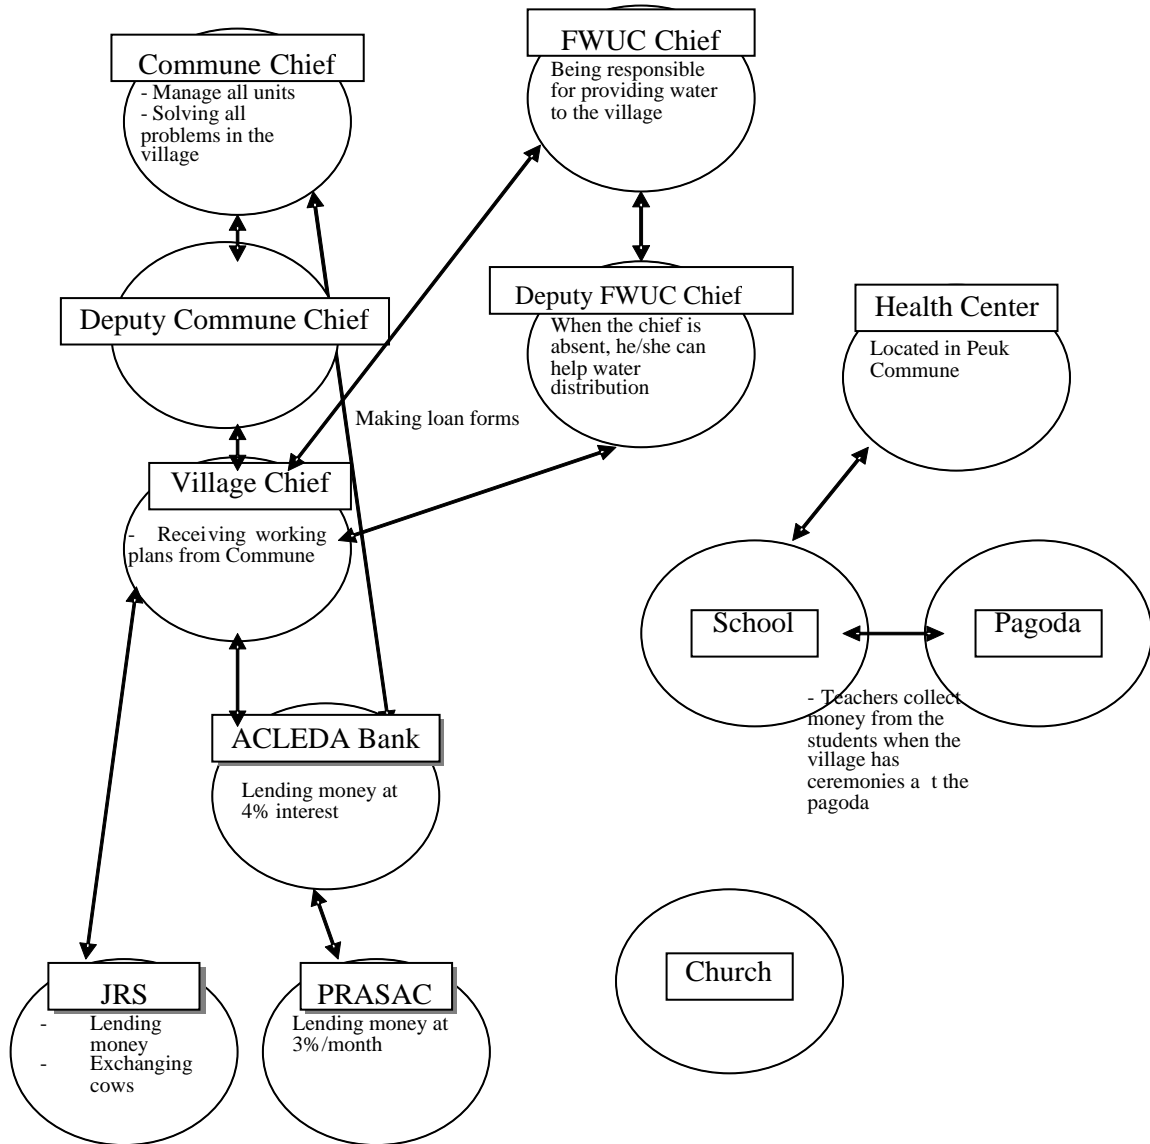 Commune Chief
- Manage all units
- Solving all
problems in the
village
FWUC Chief
Being responsible
for providing water
to the village
Deputy Commune Chief
Deputy FWUC Chief
When the chief is
absent, he/she can
help water
distribution
Health Center
Located in Peuk
Commune
Making loan forms
Village Chief
- Receiving working
plans from Commune
School
Pagoda
- Teachers collect
money from the
students when the
village has
ceremonies a t the
pagoda
ACLEDA Bank
Lending money at
4% interest
JRS
- Lending
money
- Exchanging
cows
PRASAC
Lending money at
3%/month
Church